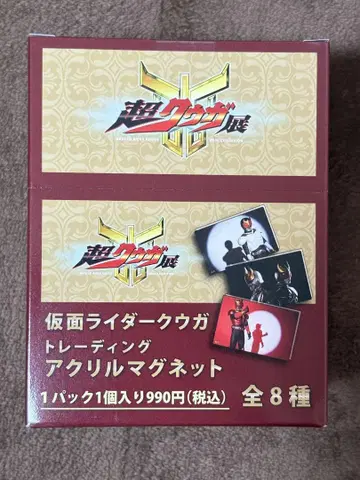 超クウガ展
超クウガ展
仮面ライダークウガ
トレーディング
アクリルマグネット
1パック1個入り990円(税込)
全8種